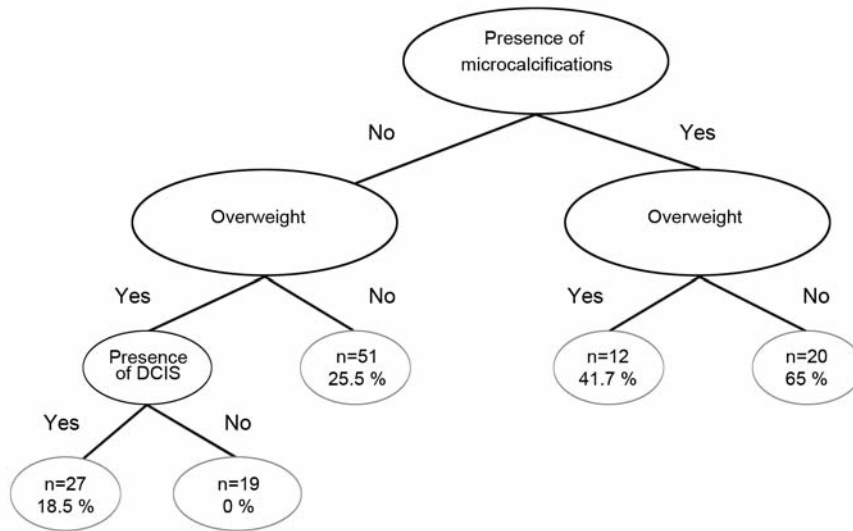 Presence of
microcalcifications
No
Yes
Overweight
Overweight
Yes
No
Yes
No
Presence
of DCIS
n=51
25.5 %
n=12
41.7 %
n=20
65 %
Yes
No
n=27
18.5 %
n=19
0 %